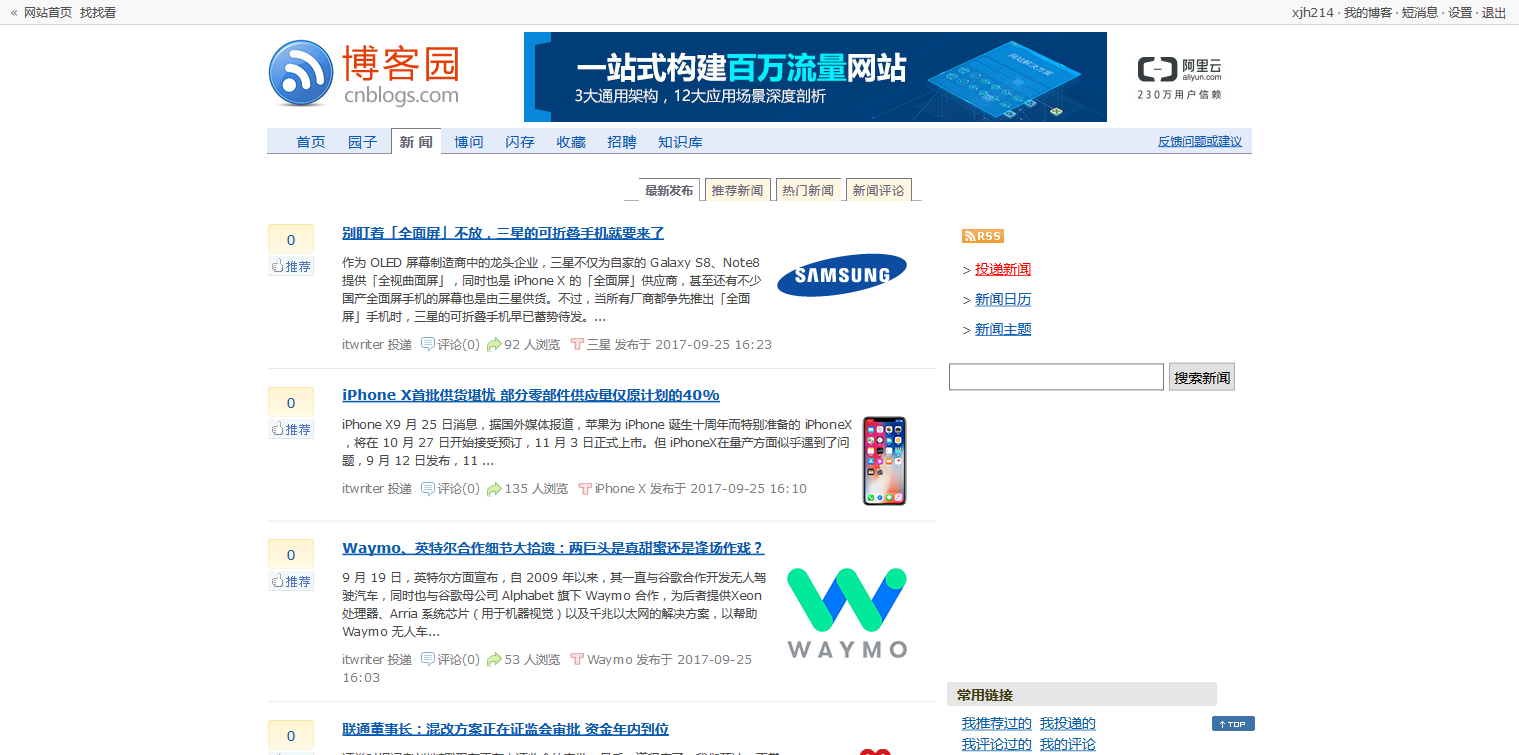 « 网站首页 找找看
xjh214 · 我的博客 · 短消息 · 设置 · 退出
博客园
cnblogs.com
一站式构建百万流量网站
3大通用架构，12大应用场景深度剖析
网站解决方案
阿里云
aliyun.com
230万用户信赖
首页 园子 新闻 博问 闪存 收藏 招聘 知识库
反馈问题或建议
最新发布 推荐新闻 热门新闻 新闻评论
0
推荐
别盯着「全面屏」不放，三星的可折叠手机就要来了
作为 OLED 屏幕制造商中的龙头企业，三星不仅为自家的 Galaxy S8、Note8
提供「全视曲面屏」，同时也是 iPhone X 的「全面屏」供应商，甚至还有不少
国产全面屏手机的屏幕也是由三星供货。不过，当所有厂商都争先推出「全面
屏」手机时，三星的可折叠手机早已蓄势待发。...
SAMSUNG
itwriter 投递 评论(0) 92 人浏览 三星 发布于 2017-09-25 16:23
0
推荐
iPhone X首批供货堪忧 部分零部件供应量仅原计划的40%
iPhone X9 月 25 日消息，据国外媒体报道，苹果为 iPhone 诞生十周年而特别准备的 iPhoneX
，将在 10 月 27 日开始接受预订，11 月 3 日正式上市。但 iPhoneX在量产方面似乎遇到了问
题，9 月 12 日发布，11 ...
itwriter 投递 评论(0) 135 人浏览 iPhone X 发布于 2017-09-25 16:10
0
推荐
Waymo、英特尔合作细节大拾遗：两巨头是真甜蜜还是逢场作戏？
9 月 19 日，英特尔方面宣布，自 2009 年以来，其一直与谷歌合作开发无人驾
驶汽车，同时也与谷歌母公司 Alphabet 旗下 Waymo 合作，为后者提供Xeon
处理器、Arria 系统芯片（用于机器视觉）以及千兆以太网的解决方案，以帮助
Waymo 无人车...
WAYMO
itwriter 投递 评论(0) 53 人浏览 Waymo 发布于 2017-09-25
16:03
0
联通董事长：混改方案正在证监会审批 资金年内到位
RSS
> 投递新闻
> 新闻日历
> 新闻主题
搜索新闻
常用链接
我推荐过的 我投递的
我评论过的 我的评论
↑TOP